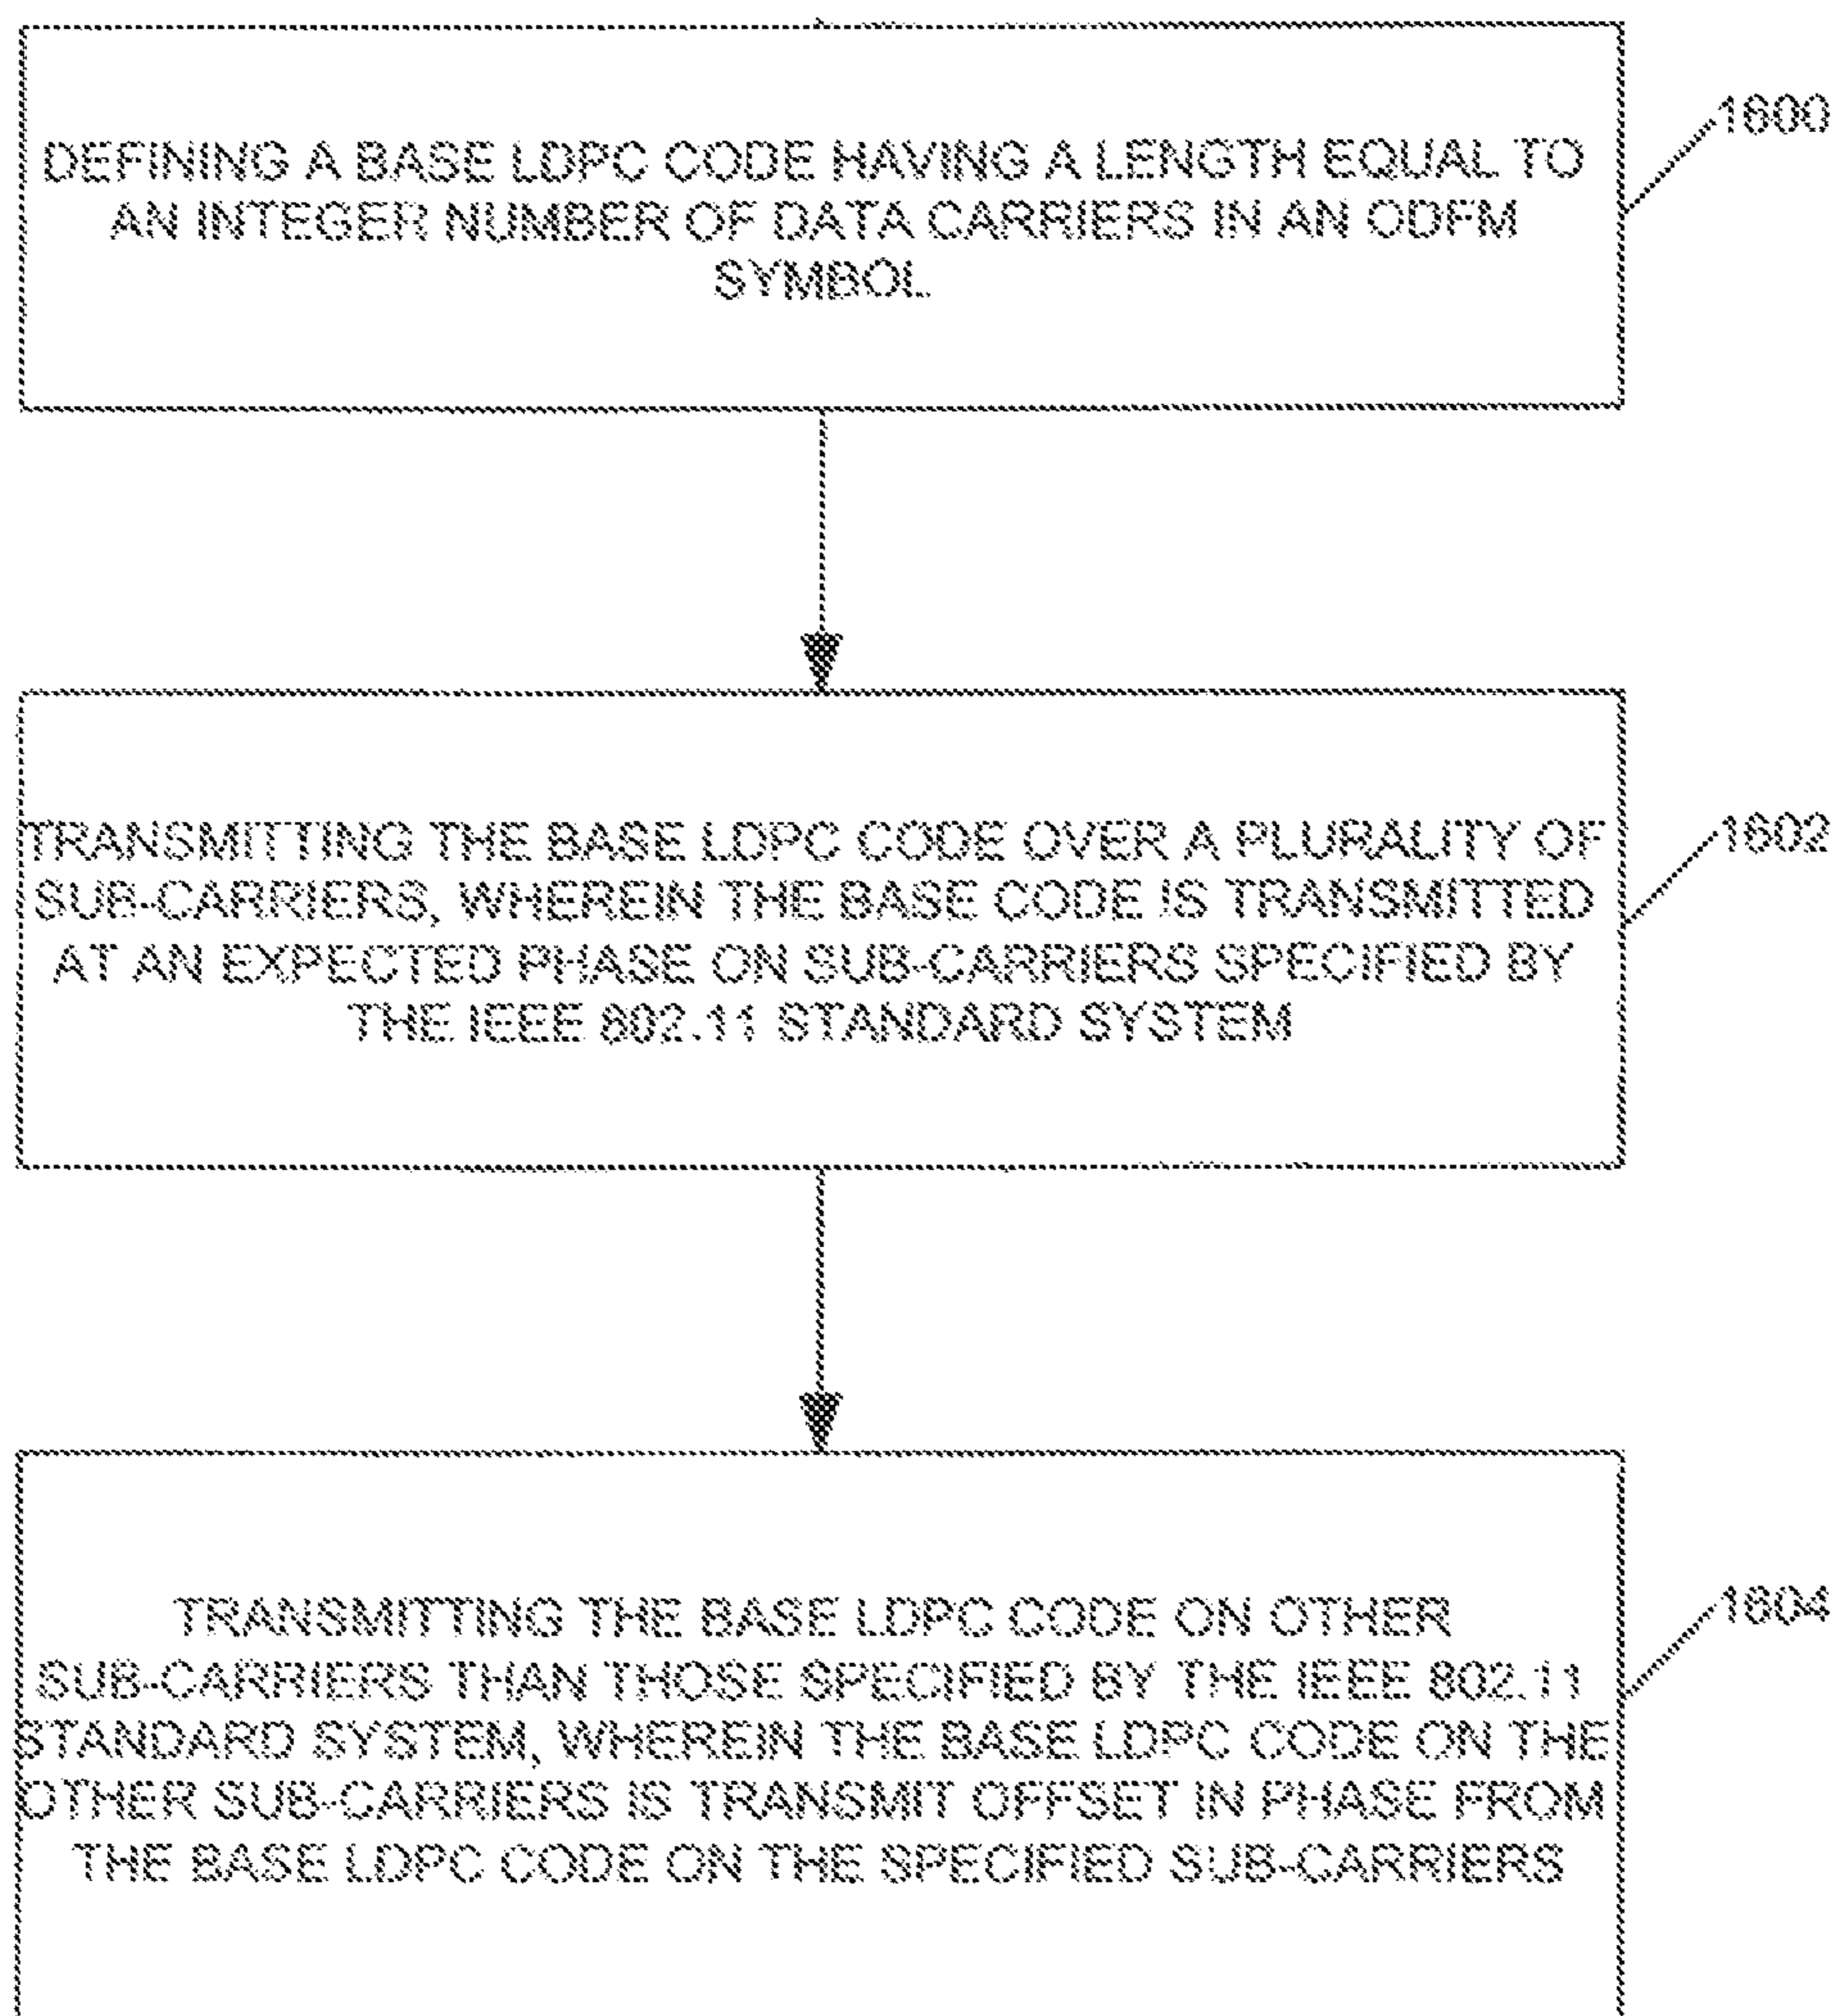 DEFINING A BASE LDPC CODE HAVING A LENGTH EQUAL TO
AN INTEGER NUMBER OF DATA CARRIERS IN AN ODFM
SYMBOL
1600
TRANSMITTING THE BASE LDPC CODE OVER A PLURALITY OF
SUB-CARRIERS, WHEREIN THE BASE CODE IS TRANSMITTED
AT AN EXPECTED PHASE ON SUB-CARRIERS SPECIFIED BY
THE IEEE 802.11 STANDARD SYSTEM
1602
TRANSMITTING THE BASE LDPC CODE ON OTHER
SUB-CARRIERS THAN THOSE SPECIFIED BY THE IEEE 802.11
STANDARD SYSTEM, WHEREIN THE BASE LDPC CODE ON THE
OTHER SUB-CARRIERS IS TRANSMIT OFFSET IN PHASE FROM
THE BASE LDPC CODE ON THE SPECIFIED SUB-CARRIERS
1604